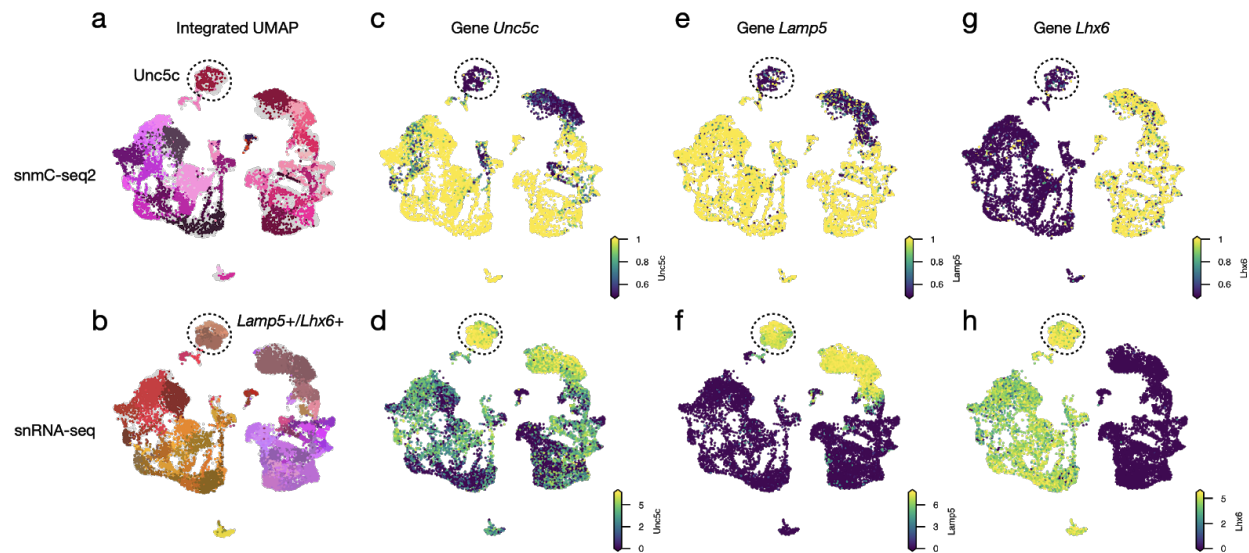 a
Integrated UMAP
c
Gene Unc5c
e
Gene Lamp5
g
Gene Lhx6
Unc5c
snmC-seq2
1
0.8
0.6
Unc5c
1
0.8
0.6
Lamp5
1
0.8
0.6
Lhx6
b
Lamp5+/Lhx6+
d
f
h
snRNA-seq
5
2
0
Unc5c
6
3
0
Lamp5
5
2
0
Lhx6